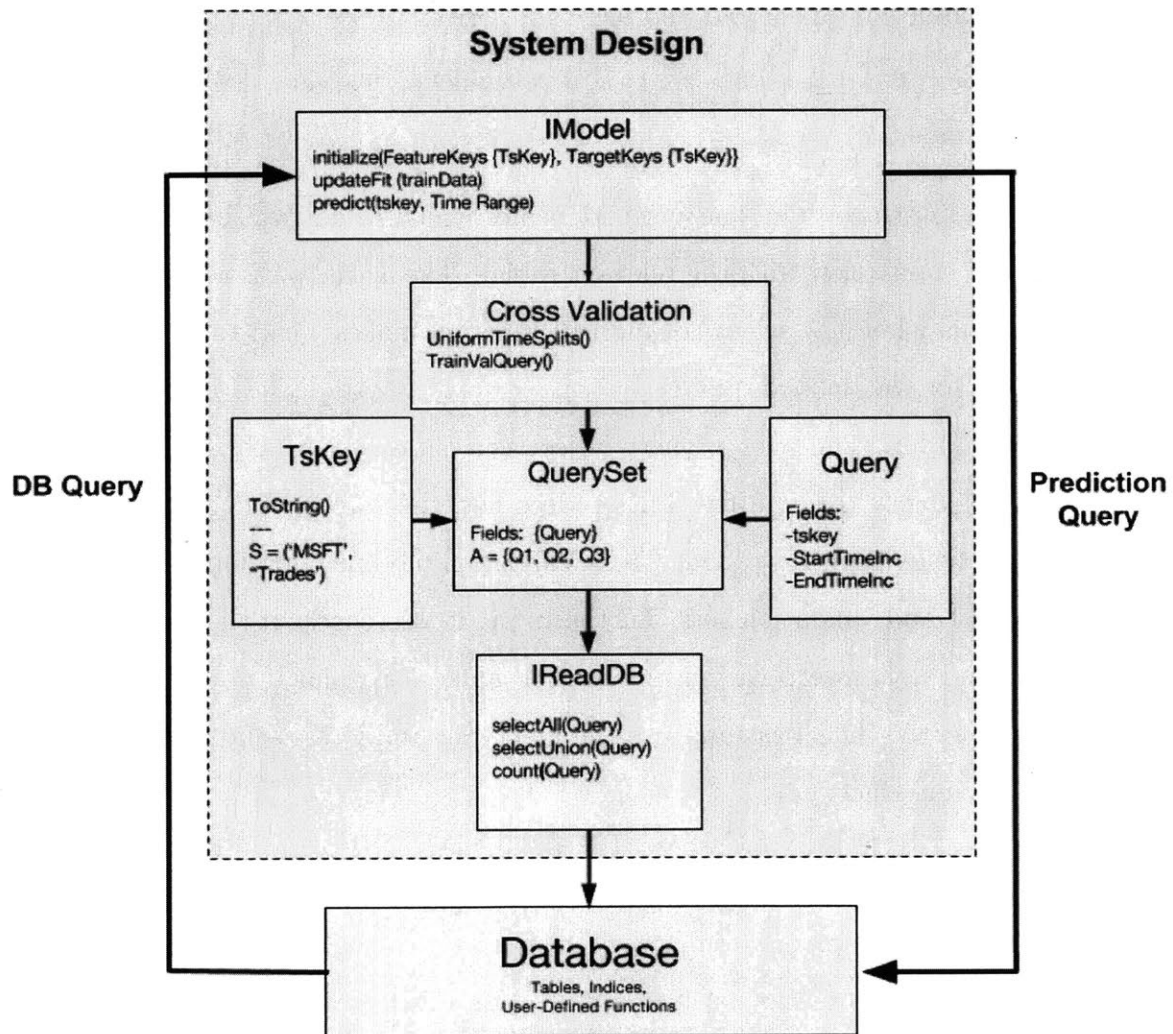 System Design
IModel
initialize(FeatureKeys {TsKey}, TargetKeys {TsKey}}
updateFit (trainData)
predict(tskey, Time Range)
Cross Validation
UniformTimeSplits()
TrainValQuery()
TsKey
ToString()
---
S = ('MSFT',
"Trades')
QuerySet
Fields: {Query}
A = {Q1, Q2, Q3}
Query
Fields:
-tskey
-StartTimeInc
-EndTimeInc
DB Query
Prediction
Query
IReadDB
selectAll(Query)
selectUnion(Query)
count(Query)
Database
Tables, Indices,
User-Defined Functions